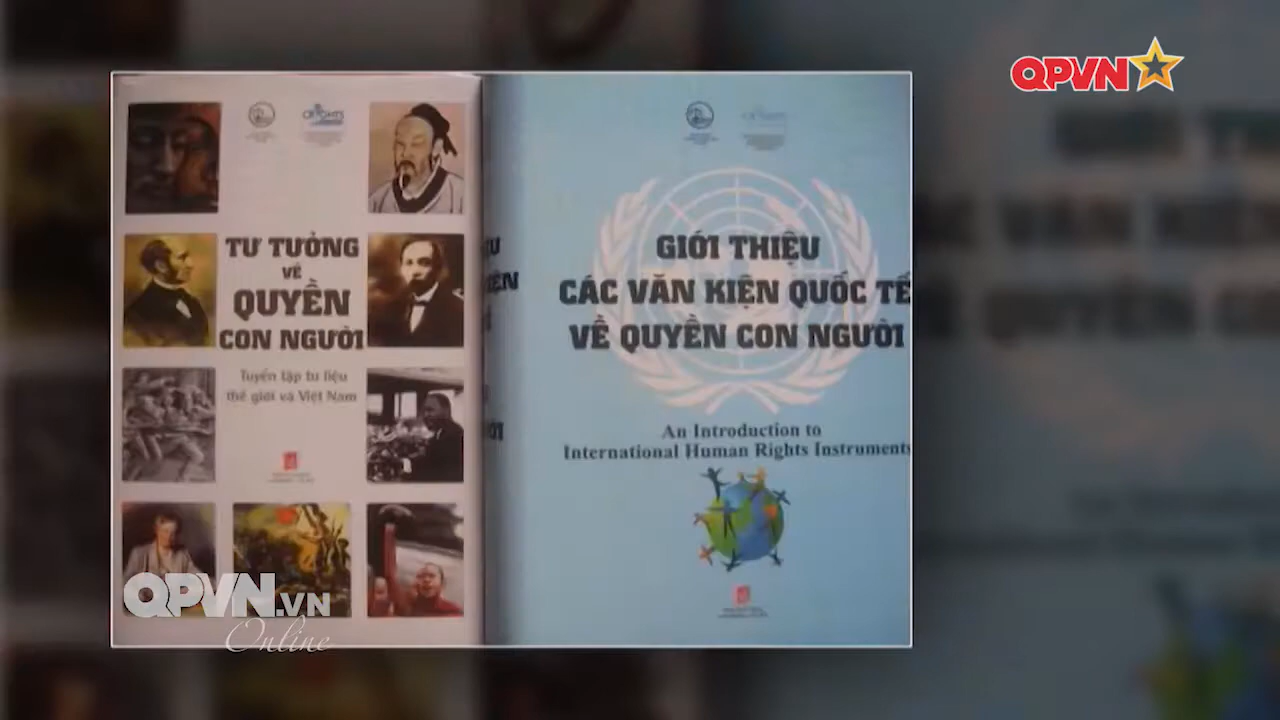 QPVN
CRIGHTS
TƯ TƯỞNG
VỀ
QUYỀN
CON NGƯỜI
Tuyển tập tư liệu
thế giới và Việt Nam
GIỚI THIỆU
CÁC VĂN KIỆN QUỐC TẾ
VỀ QUYỀN CON NGƯỜI
An Introduction to
International Human Rights Instruments
QPVN.VN
Online